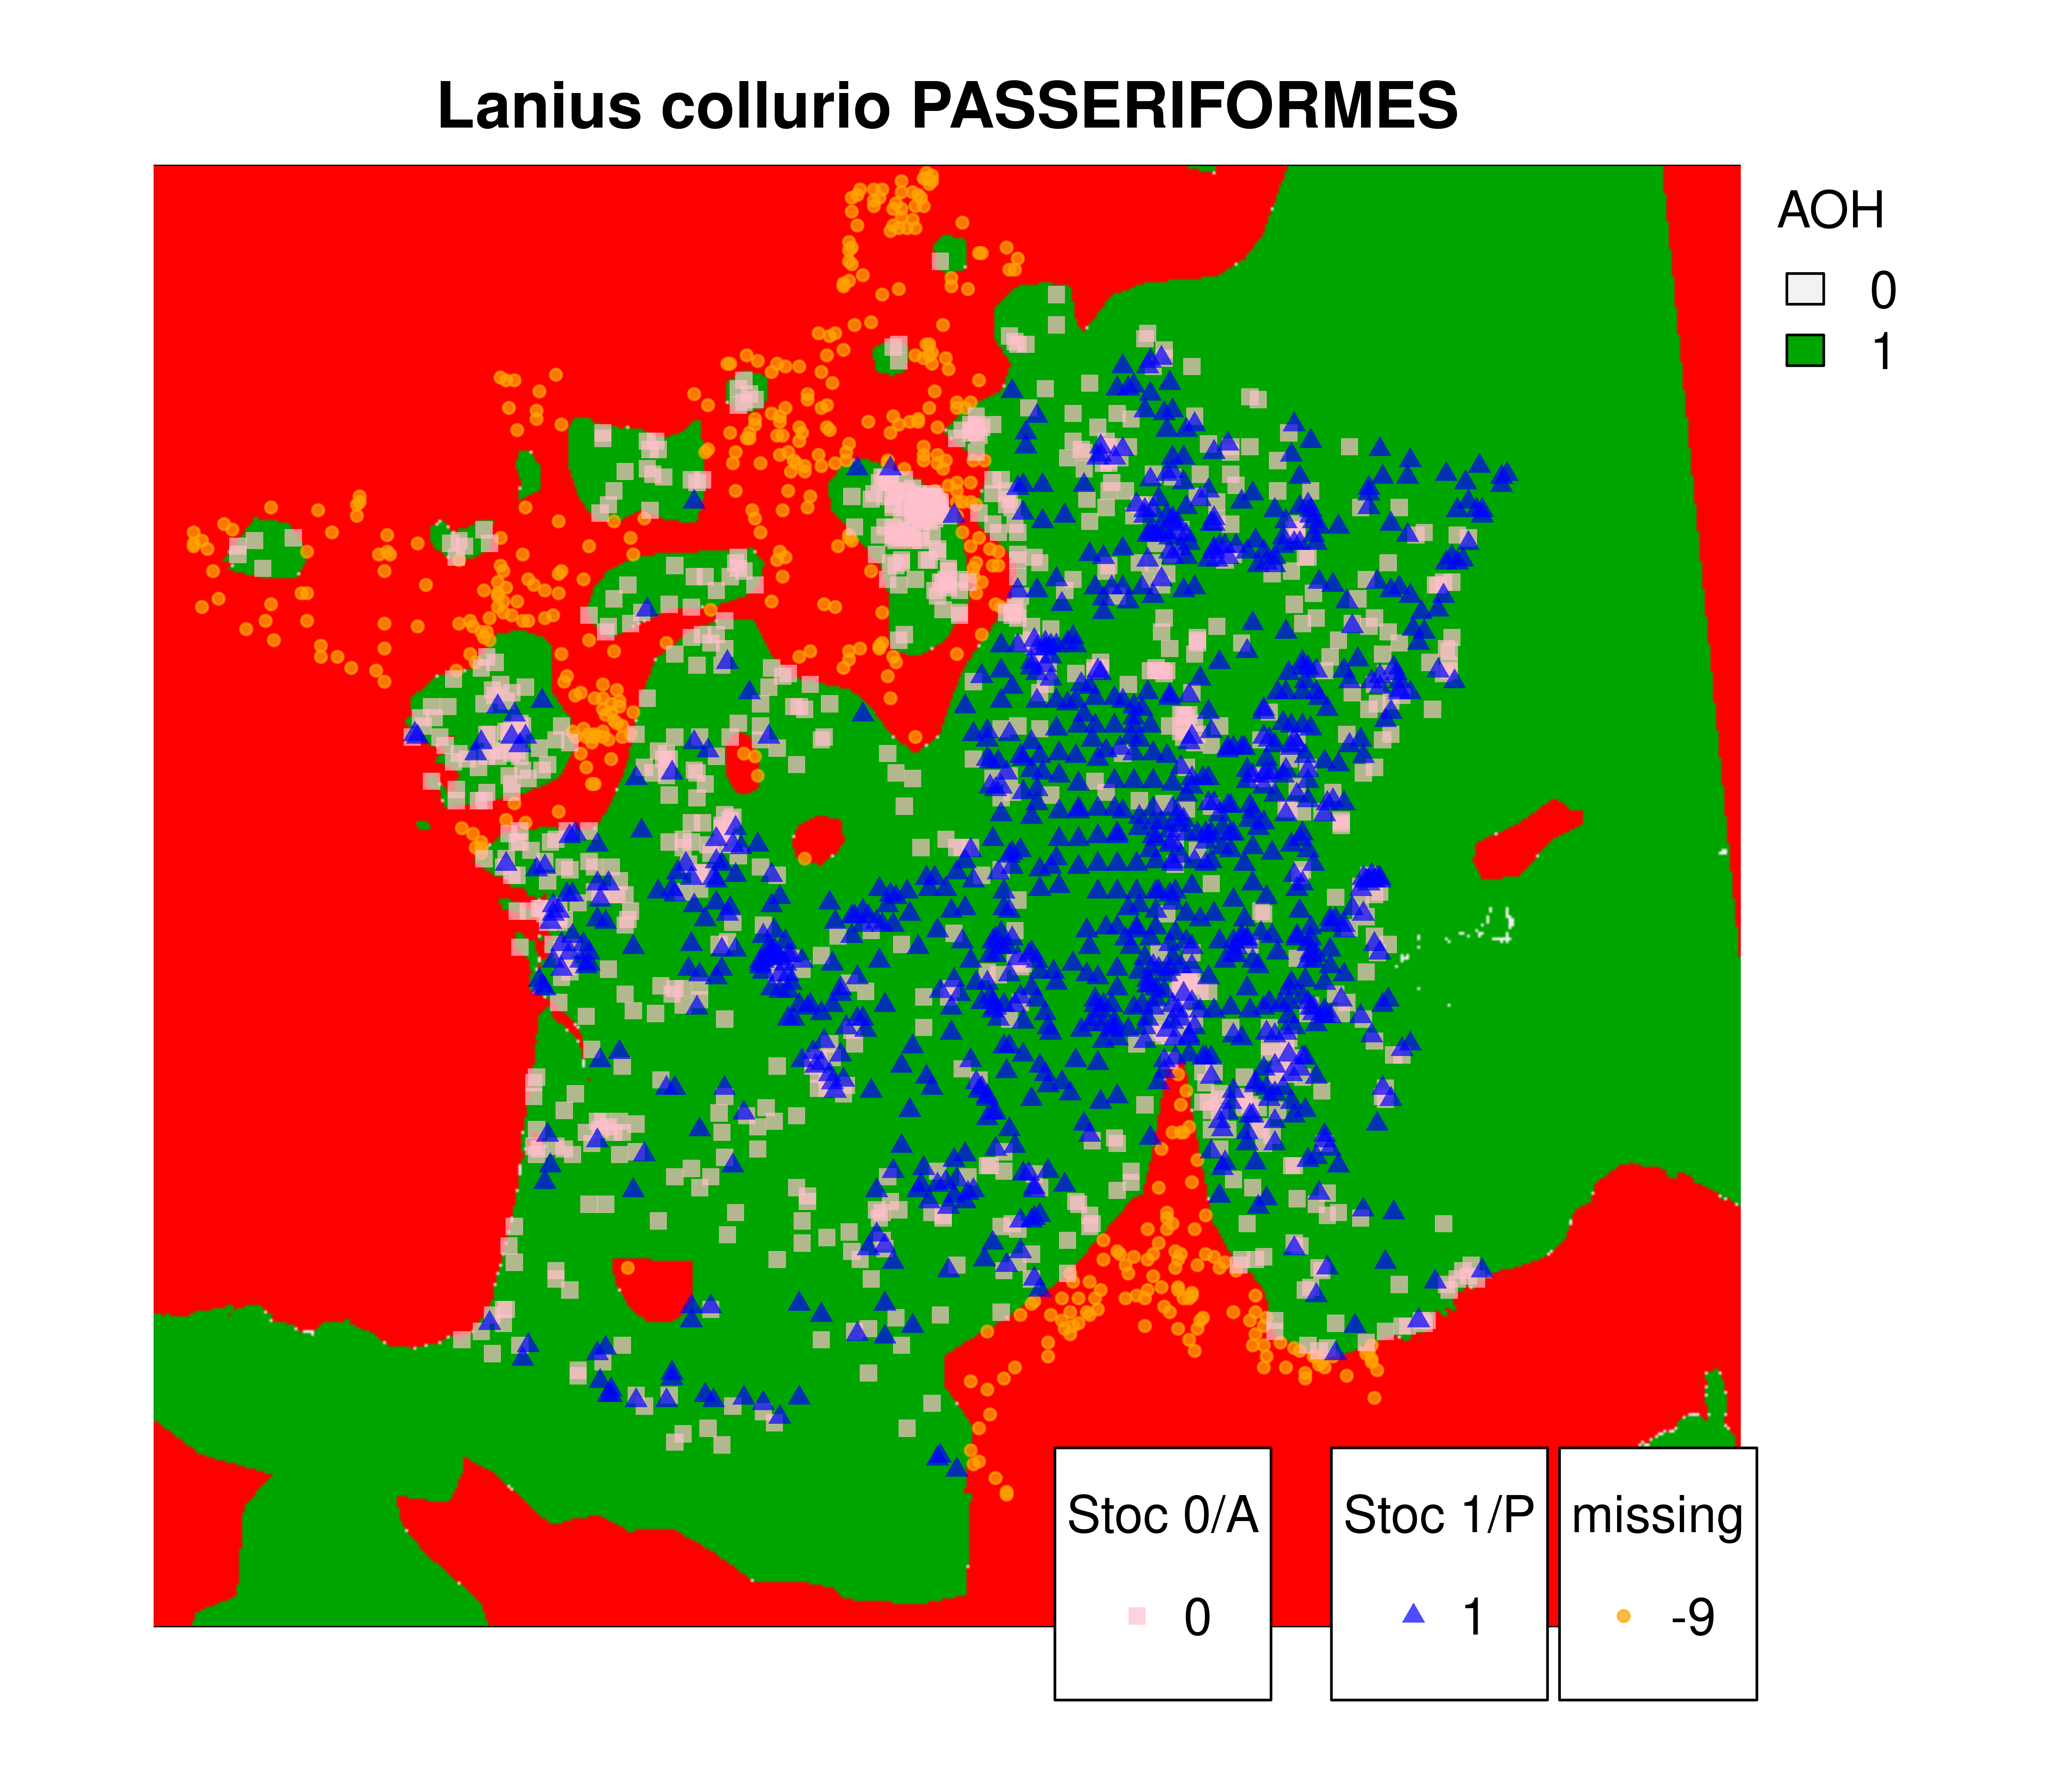 Lanius collurio PASSERIFORMES
AOH
0
1
Stoc 0/A
0
Stoc 1/P
1
missing
-9